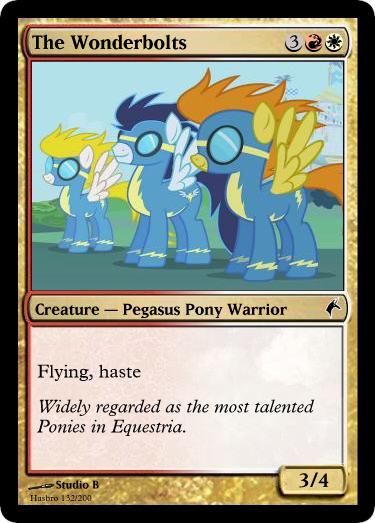 The Wonderbolts 3
Creature — Pegasus Pony Warrior
Flying, haste
Widely regarded as the most talented
Ponies in Equestria.
Studio B
Hasbro 132/200
3/4